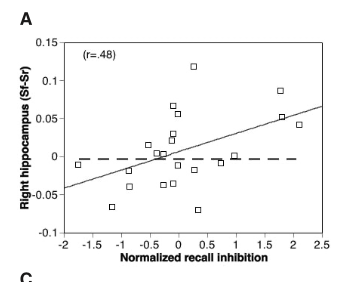 A
(r=.48)
Right hippocampus (Sf-Sr)
0.15
0.1
0.05
0
-0.05
-0.1
-2 -1.5 -1 -0.5 0 0.5 1 1.5 2 2.5
Normalized recall inhibition
C